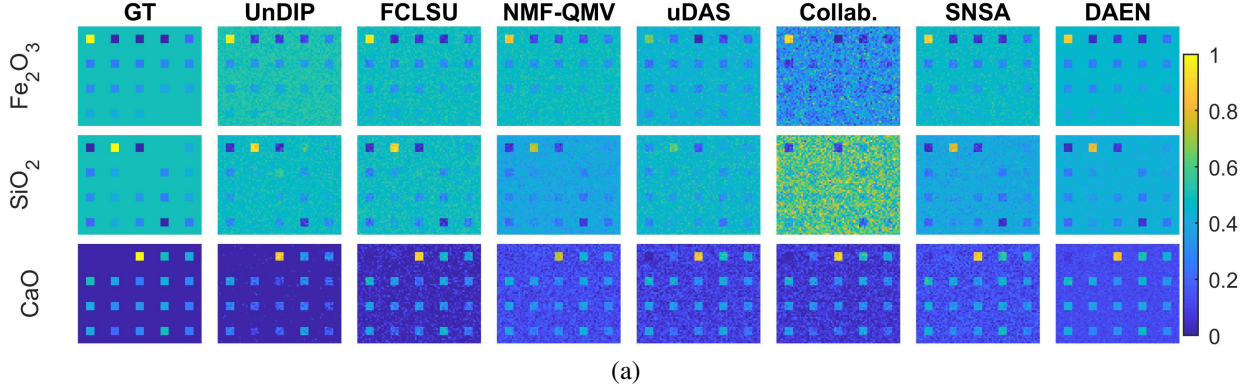 GT UnDIP FCLSU NMF-QMV uDAS Collab. SNSA DAEN
Fe₂O₃
SiO₂
CaO
1
0.8
0.6
0.4
0.2
0
(a)